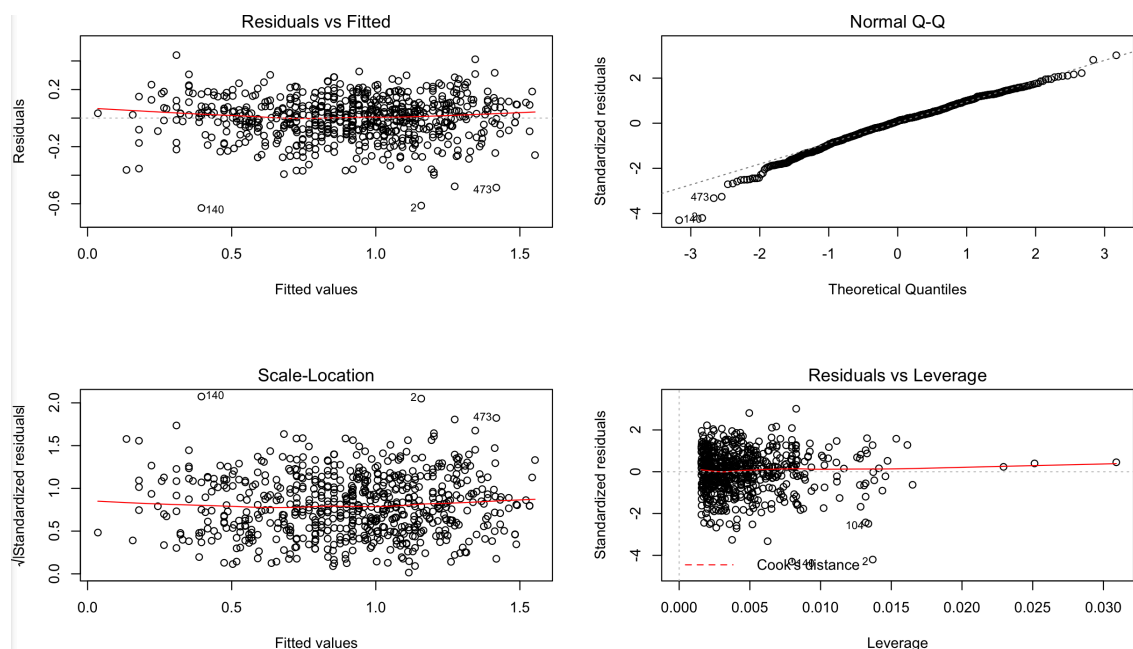 Residuals vs Fitted
Residuals
0.2
-0.2
-0.6
140
2
473
0.0 0.5 1.0 1.5
Fitted values
Normal Q-Q
Standardized residuals
2
0
-2
-4
473
2
140
-3 -2 -1 0 1 2 3
Theoretical Quantiles
Scale-Location
√|Standardized residuals|
2.0
1.5
1.0
0.5
0.0
140
2
473
0.0 0.5 1.0 1.5
Fitted values
Residuals vs Leverage
Standardized residuals
2
0
-2
-4
104
140
2
Cook's distance
0.000 0.005 0.010 0.015 0.020 0.025 0.030
Leverage